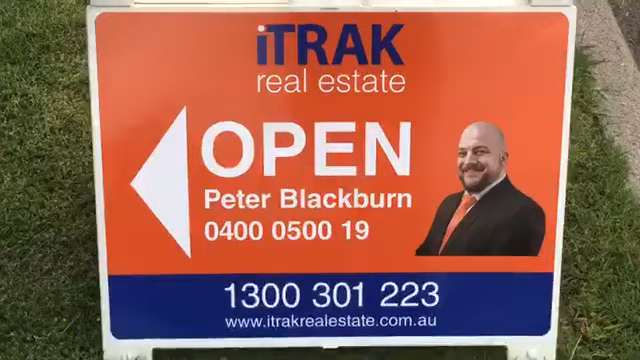 iTRAK
real estate
OPEN
Peter Blackburn
0400 0500 19
1300 301 223
www.itrakrealestate.com.au